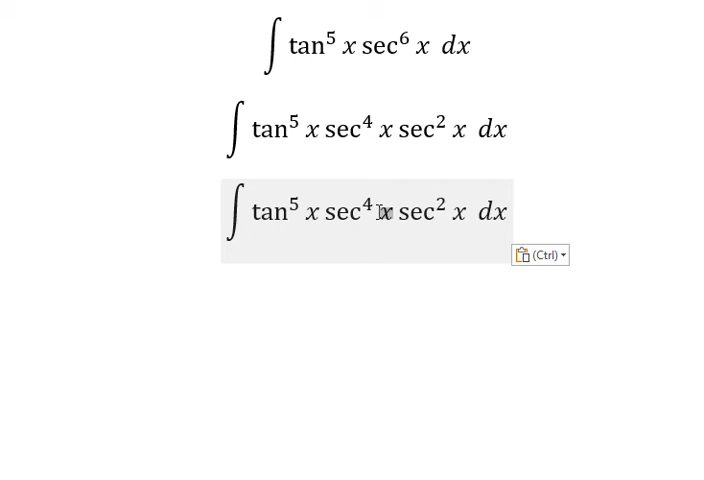 ∫ tan⁵ x sec⁶ x dx
∫ tan⁵ x sec⁴ x sec² x dx
∫ tan⁵ x sec⁴ x sec² x dx
(Ctrl)